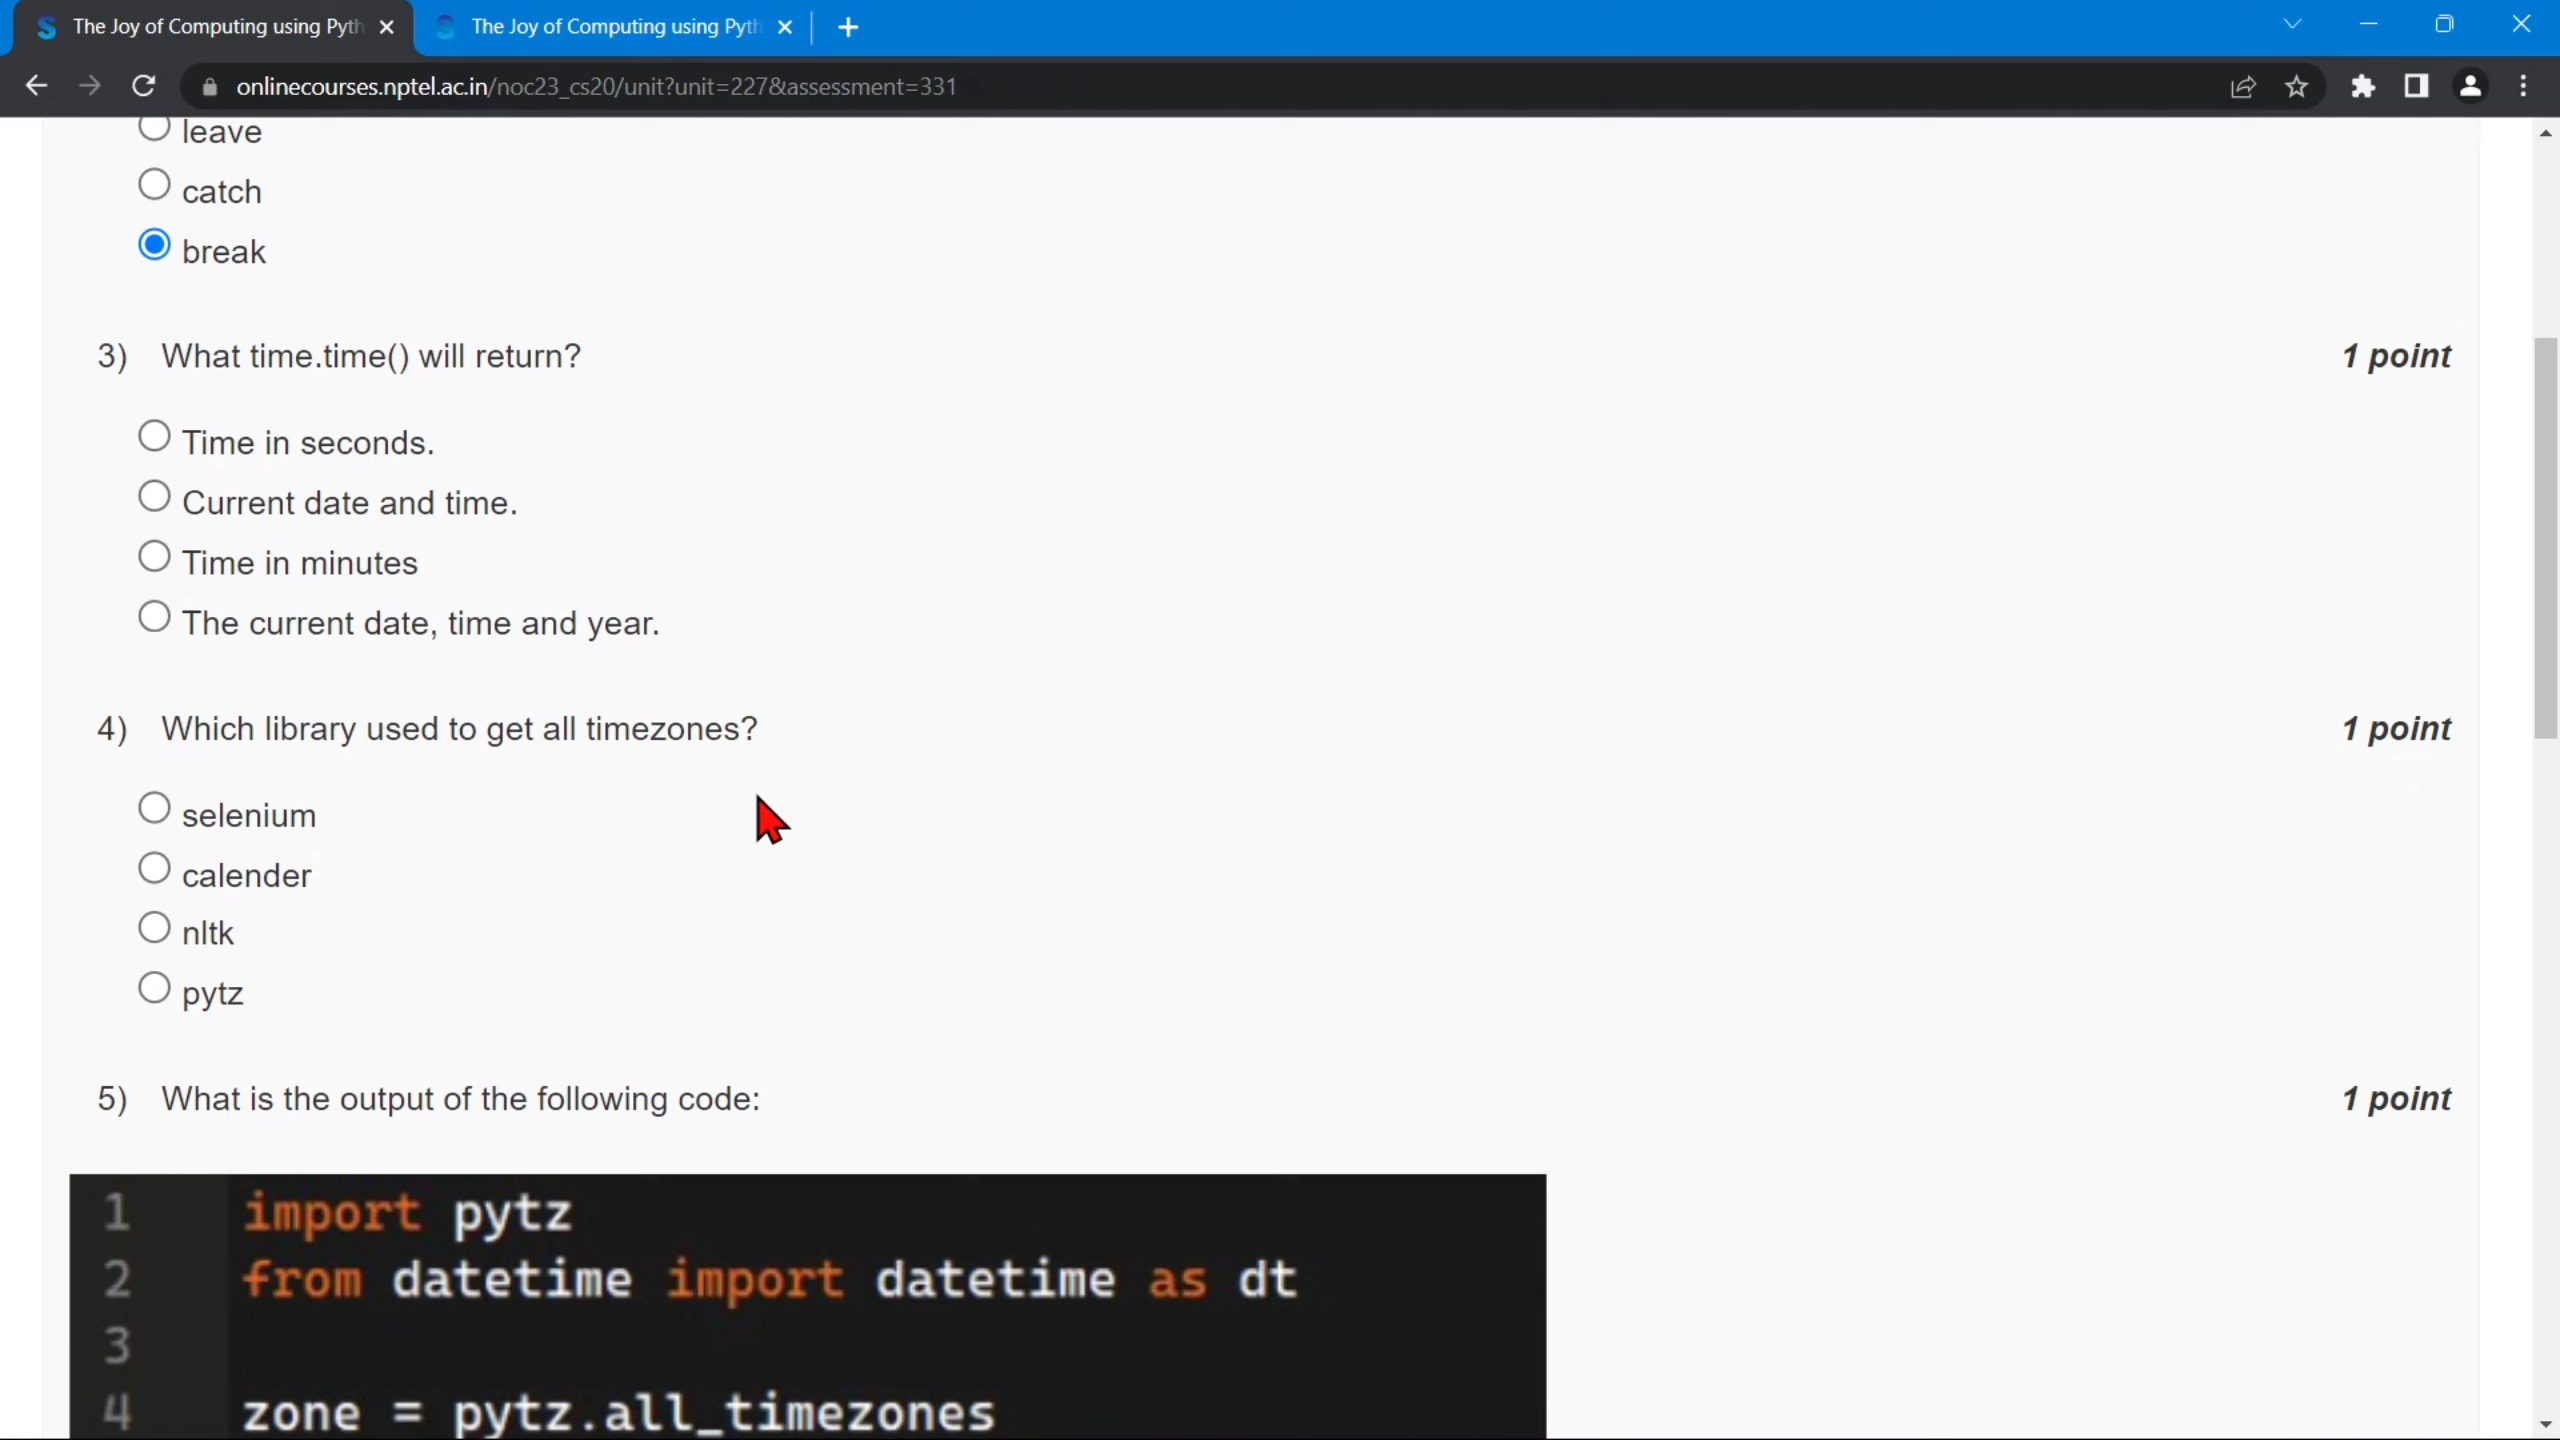 The Joy of Computing using Pyth
The Joy of Computing using Pyth
onlinecourses.nptel.ac.in/noc23_cs20/unit?unit=227&assessment=331
leave
catch
break
3) What time.time() will return? 1 point
Time in seconds.
Current date and time.
Time in minutes
The current date, time and year.
4) Which library used to get all timezones? 1 point
selenium
calender
nltk
pytz
5) What is the output of the following code: 1 point
1 import pytz
2 from datetime import datetime as dt
3
4 zone = pytz.all_timezones